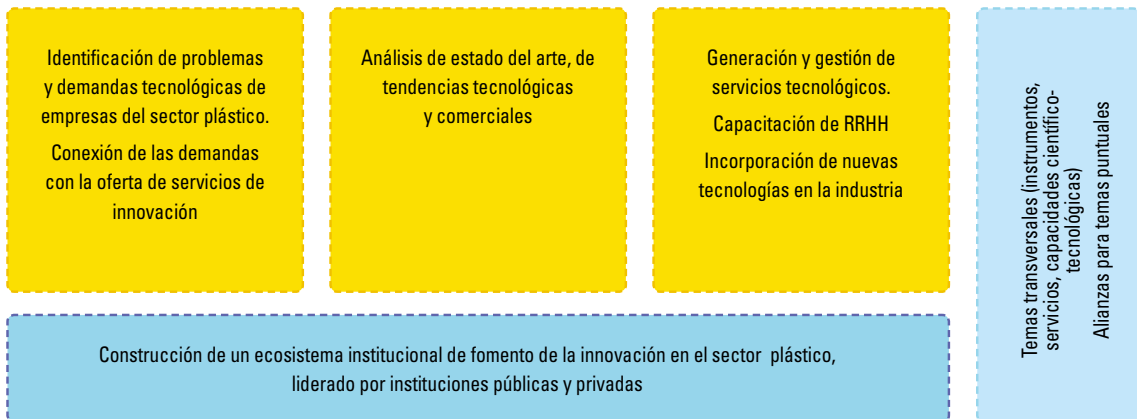 Identificación de problemas
y demandas tecnológicas de
empresas del sector plástico.
Conexión de las demandas
con la oferta de servicios de
innovación
Análisis de estado del arte, de
tendencias tecnológicas
y comerciales
Generación y gestión de
servicios tecnológicos.
Capacitación de RRHH
Incorporación de nuevas
tecnologías en la industria
Temas transversales (instrumentos,
servicios, capacidades científico-
tecnológicas)
Alianzas para temas puntuales
Construcción de un ecosistema institucional de fomento de la innovación en el sector plástico,
liderado por instituciones públicas y privadas